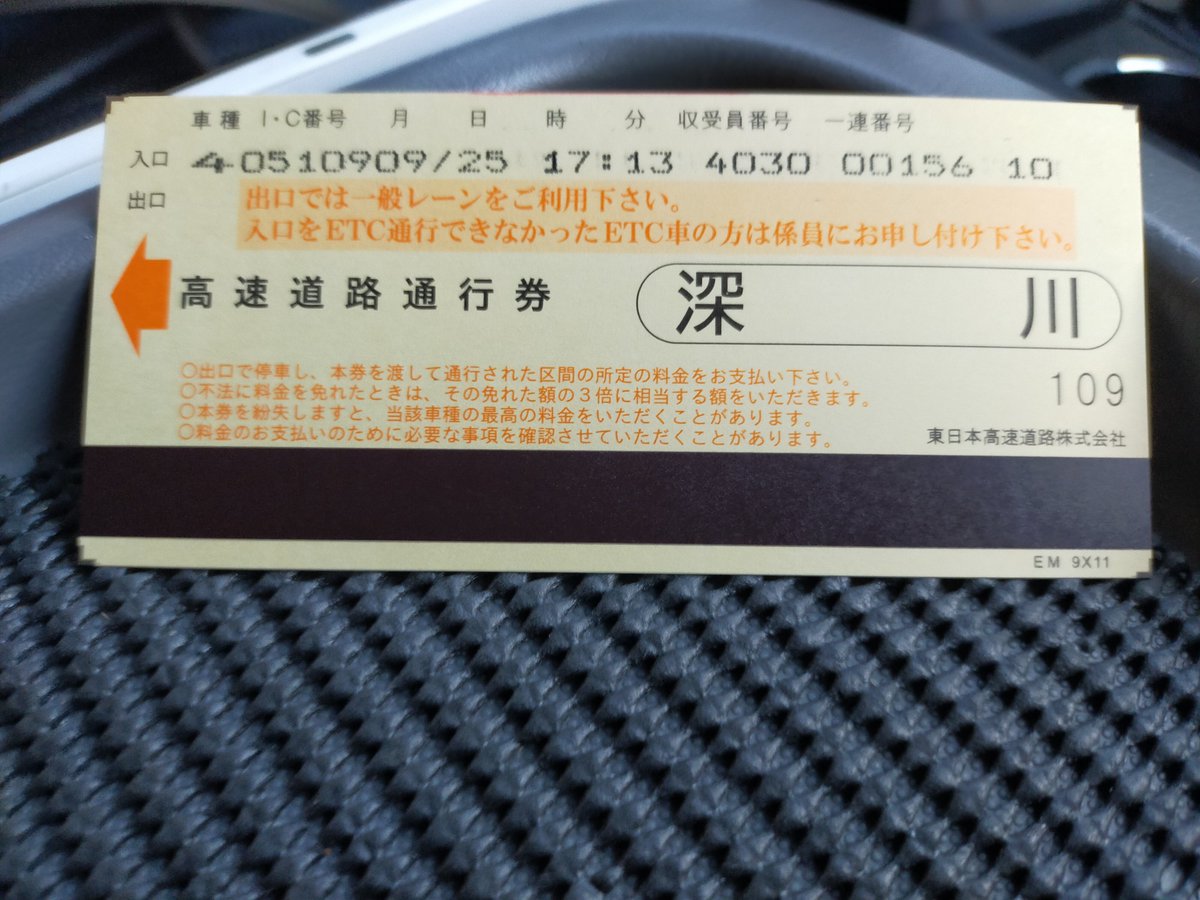 車種 I・C番号 月 日 時 分 収受員番号 一連番号
入口 4 0510909/25 17:13 4030 00156 10
出口
出口では一般レーンをご利用下さい。
入口をETC通行できなかったETC車の方は係員にお申し付け下さい。
高速道路通行券
深川
○出口で停車し、本券を渡して通行された区間の所定の料金をお支払い下さい。
○不法に料金を免れたときは、その免れた額の3倍に相当する額をいただきます。
○本券を紛失しますと、当該車種の最高の料金をいただくことがあります。
○料金のお支払いのために必要な事項を確認させていただくことがあります。
109
東日本高速道路株式会社
EM 9X11